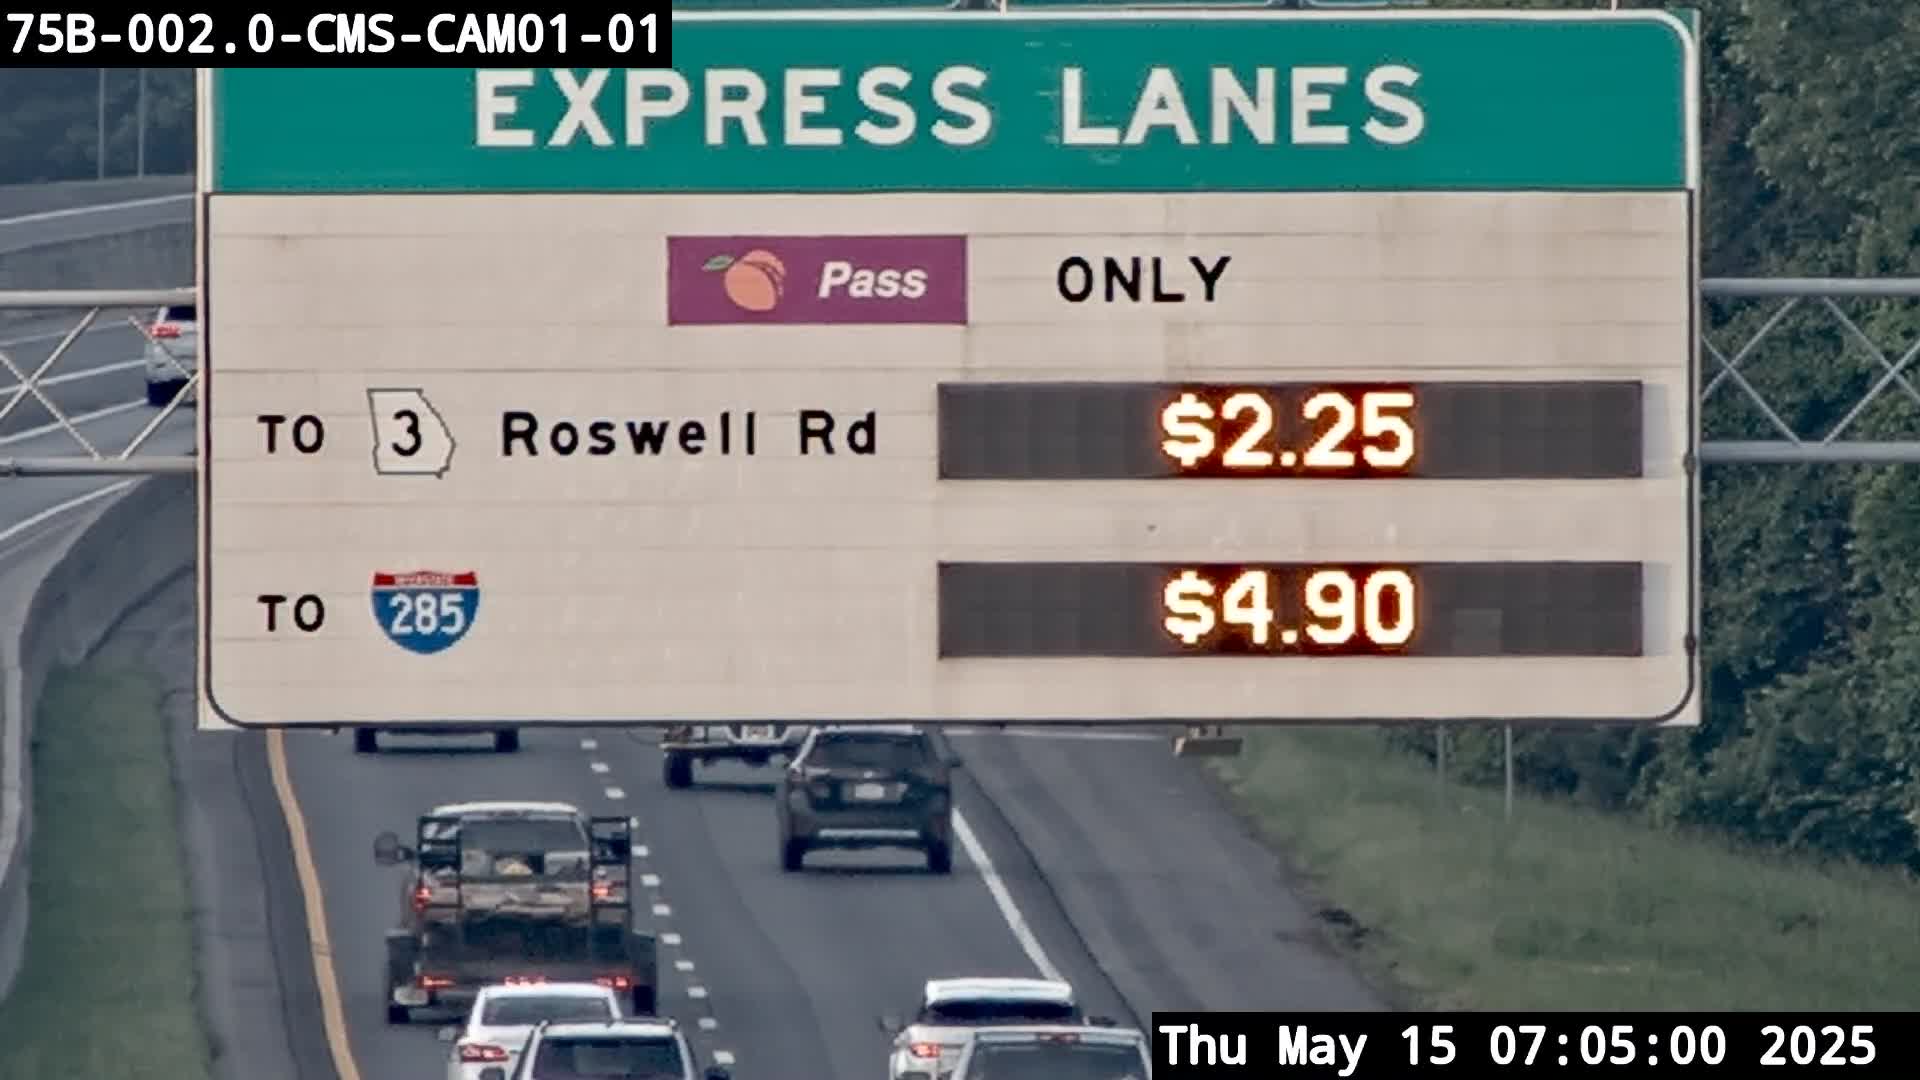 75B-002.0-CMS-CAM01-01
EXPRESS LANES
Pass ONLY
TO 3 Roswell Rd $2.25
INTERSTATE
TO 285 $4.90
Thu May 15 07:05:00 2025